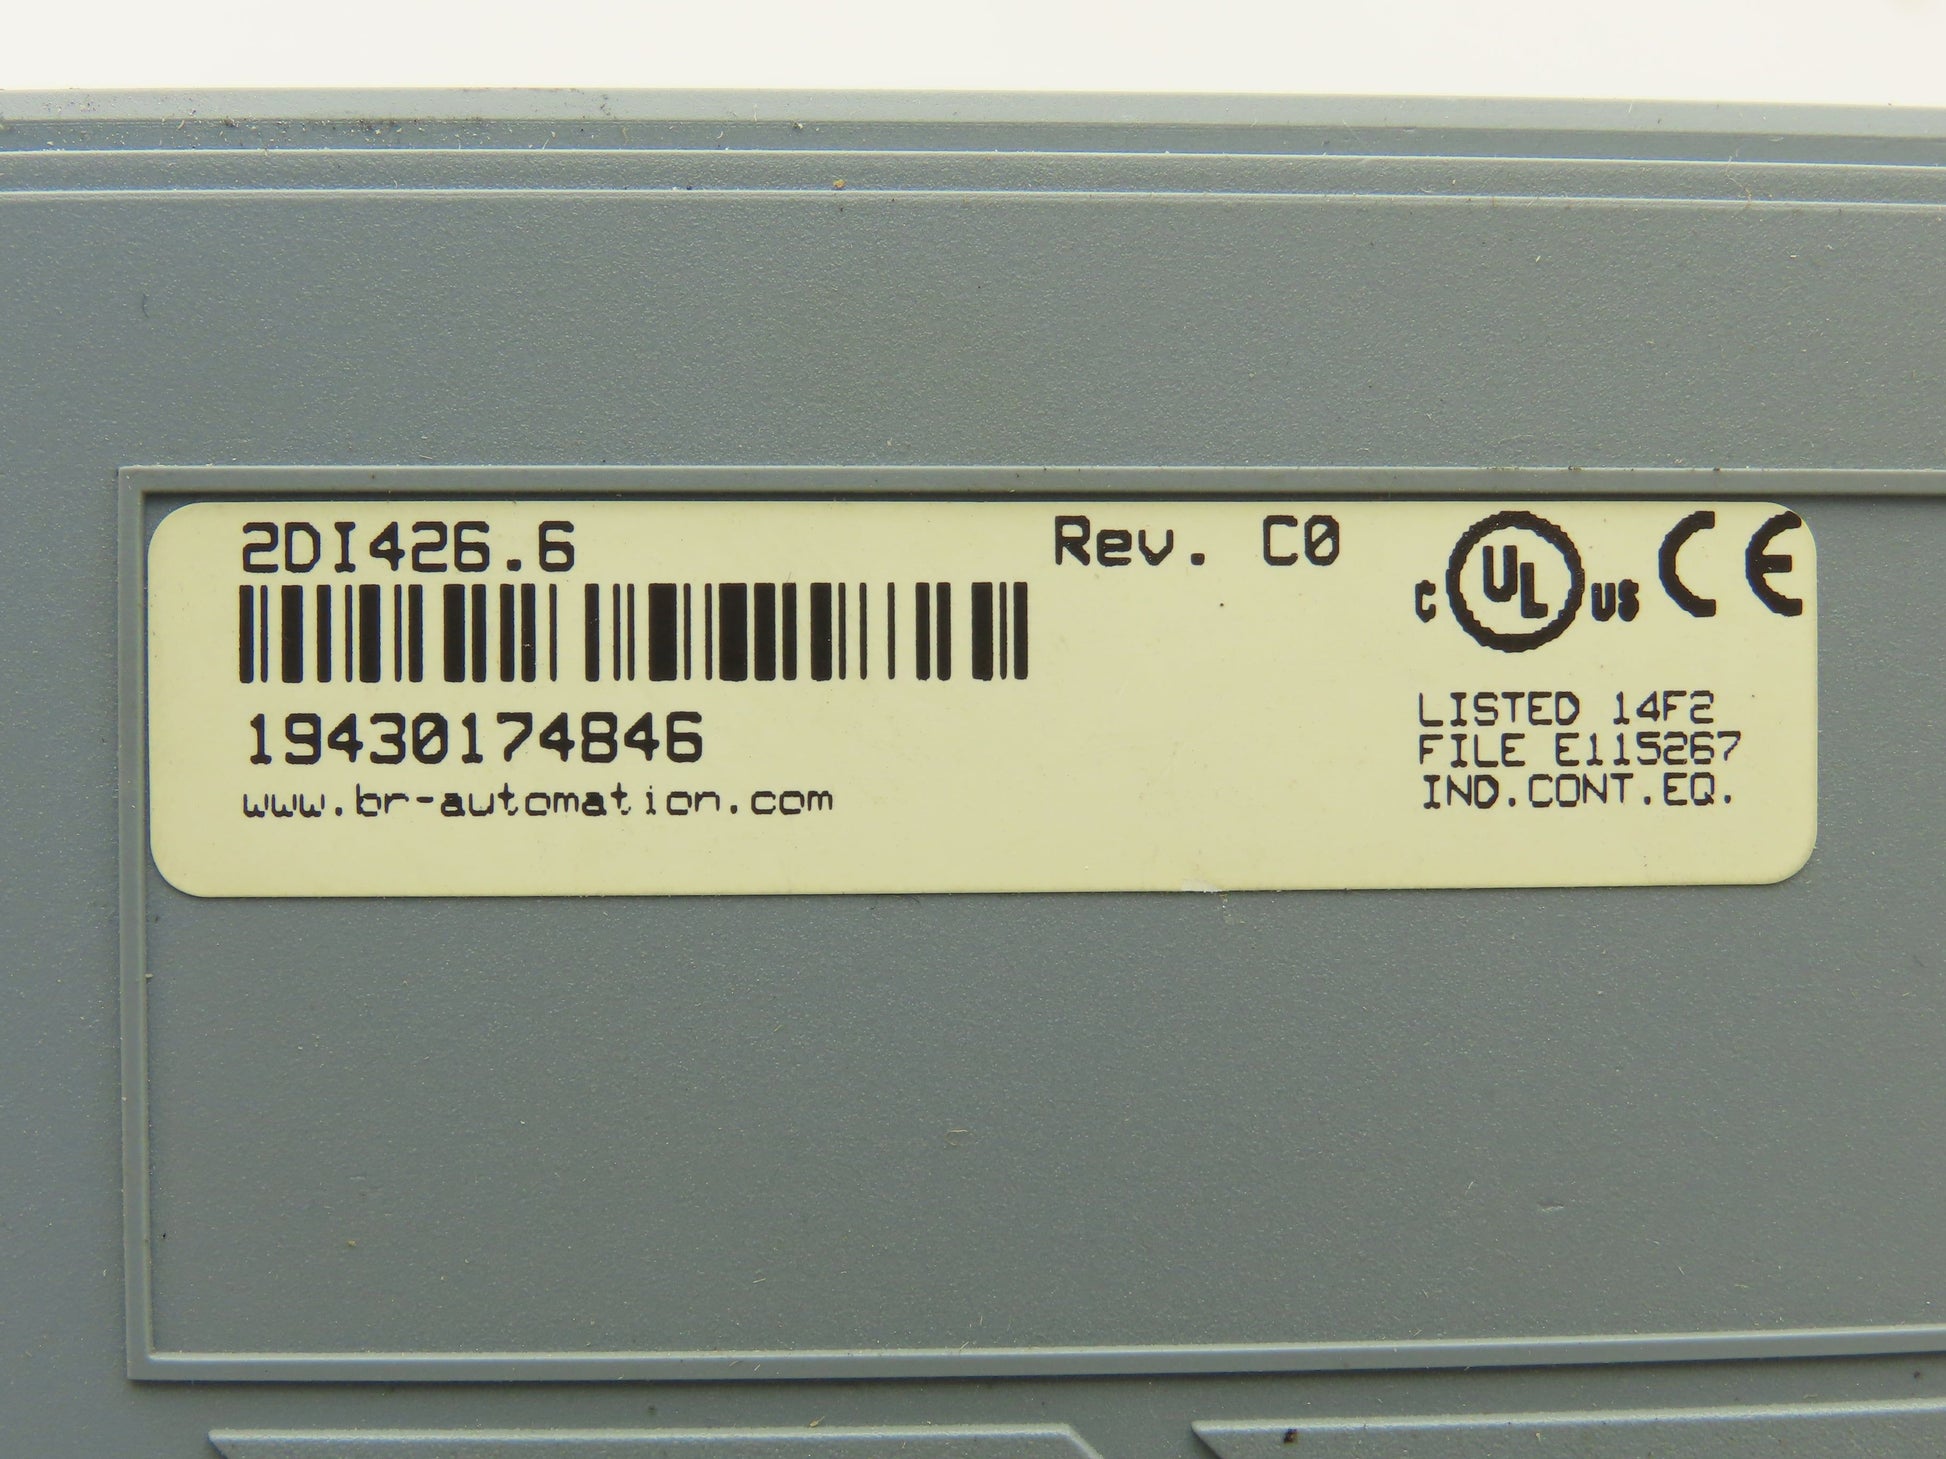 2DI426.6 Rev. C0
19430174846
www.br-automation.com
C UL US CE
LISTED 14F2
FILE E115267
IND.CONT.EQ.